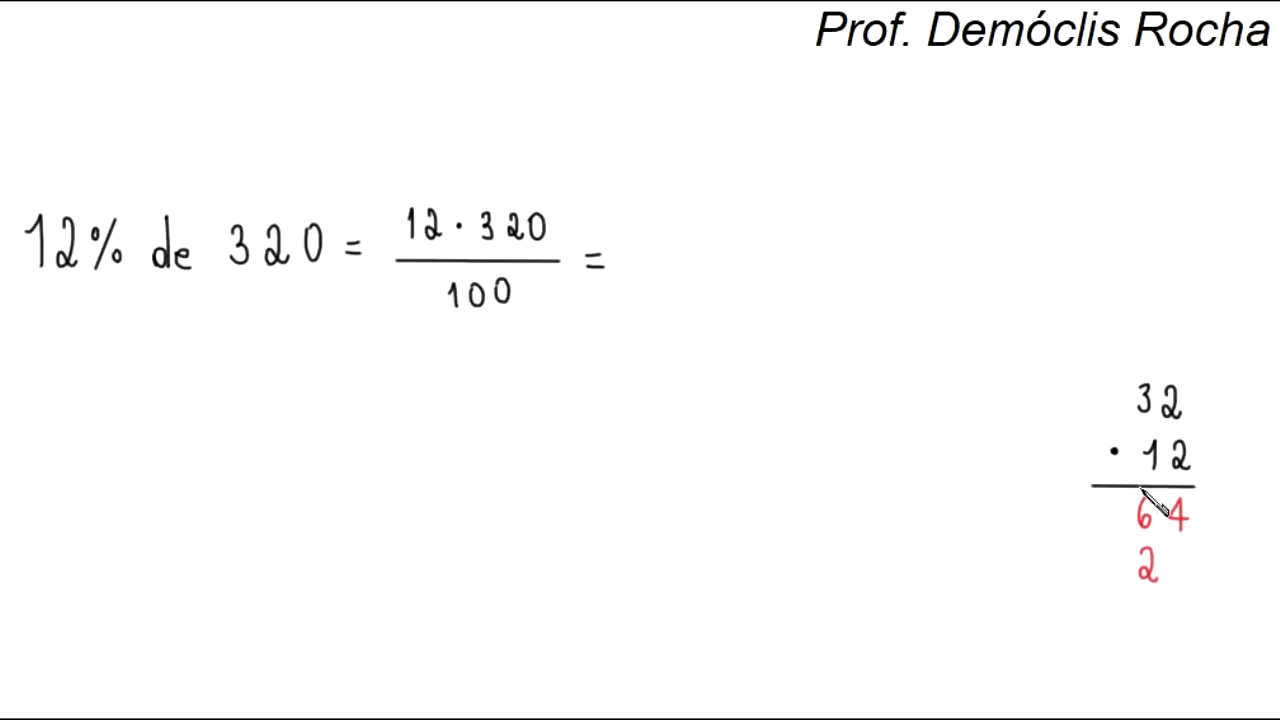 Prof. Demóclis Rocha
12 · 320
12% de 320 = ‾‾‾‾‾‾‾‾ =
100
32
· 12
64
2